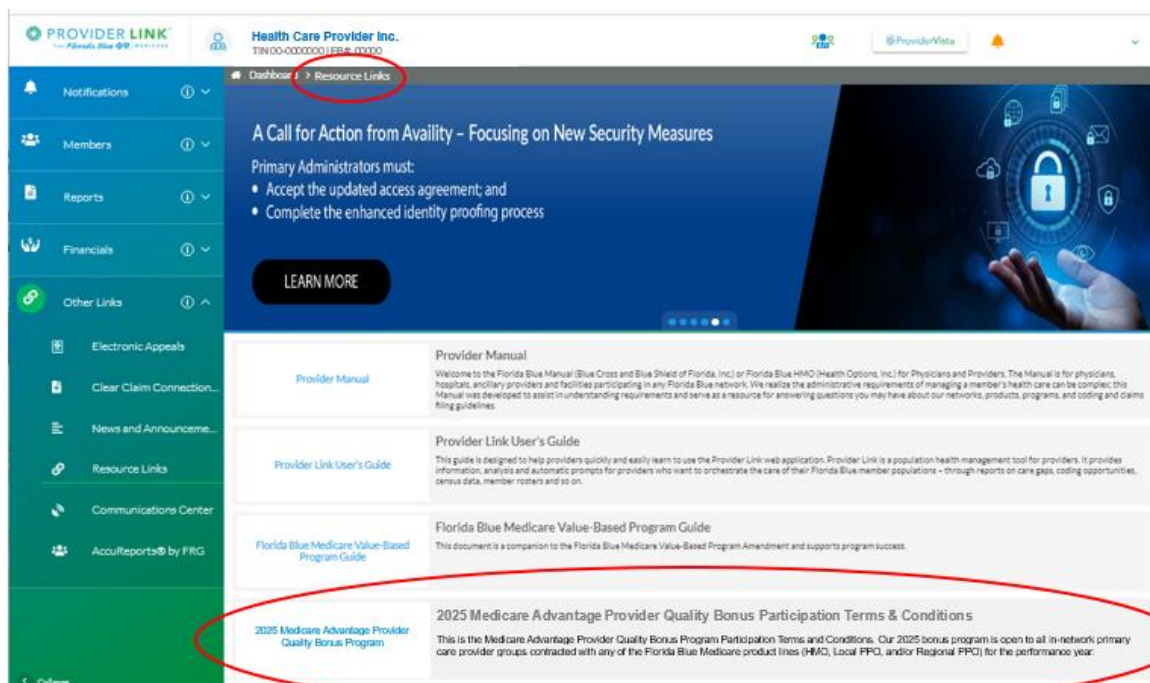 PROVIDER LINK
from Florida Blue MEDICARE
Health Care Provider Inc.
TIN 00-0000000 | FB#: 00000
ProviderVista
Dashboard > Resource Links
Notifications
Members
Reports
Financials
Other Links
Electronic Appeals
Clear Claim Connection...
News and Announceme...
Resource Links
Communications Center
AccuReports® by FRG
A Call for Action from Availity – Focusing on New Security Measures
Primary Administrators must:
• Accept the updated access agreement; and
• Complete the enhanced identity proofing process
LEARN MORE
Provider Manual
Provider Manual
Welcome to the Florida Blue Manual (Blue Cross and Blue Shield of Florida, Inc.) or Florida Blue HMO (Health Options, Inc.) for Physicians and Providers. The Manual is for physicians,
hospitals, ancillary providers and facilities participating in any Florida Blue network. We realize the administrative requirements of managing a member's health care can be complex; this
Manual was developed to assist in understanding requirements and serve as a resource for answering questions you may have about our networks, products, programs, and coding and claims
filing guidelines.
Provider Link User's Guide
Provider Link User's Guide
This guide is designed to help providers quickly and easily learn to use the Provider Link web application. Provider Link is a population health management tool for providers. It provides
information, analysis and automatic prompts for providers who want to orchestrate the care of their Florida Blue member populations – through reports on care gaps, coding opportunities,
census data, member rosters and so on.
Florida Blue Medicare Value-Based
Program Guide
Florida Blue Medicare Value-Based Program Guide
This document is a companion to the Florida Blue Medicare Value-Based Program Amendment and supports program success.
2025 Medicare Advantage Provider
Quality Bonus Program
2025 Medicare Advantage Provider Quality Bonus Participation Terms & Conditions
This is the Medicare Advantage Provider Quality Bonus Program Participation Terms and Conditions. Our 2025 bonus program is open to all in-network primary
care provider groups contracted with any of the Florida Blue Medicare product lines (HMO, Local PPO, and/or Regional PPO) for the performance year.